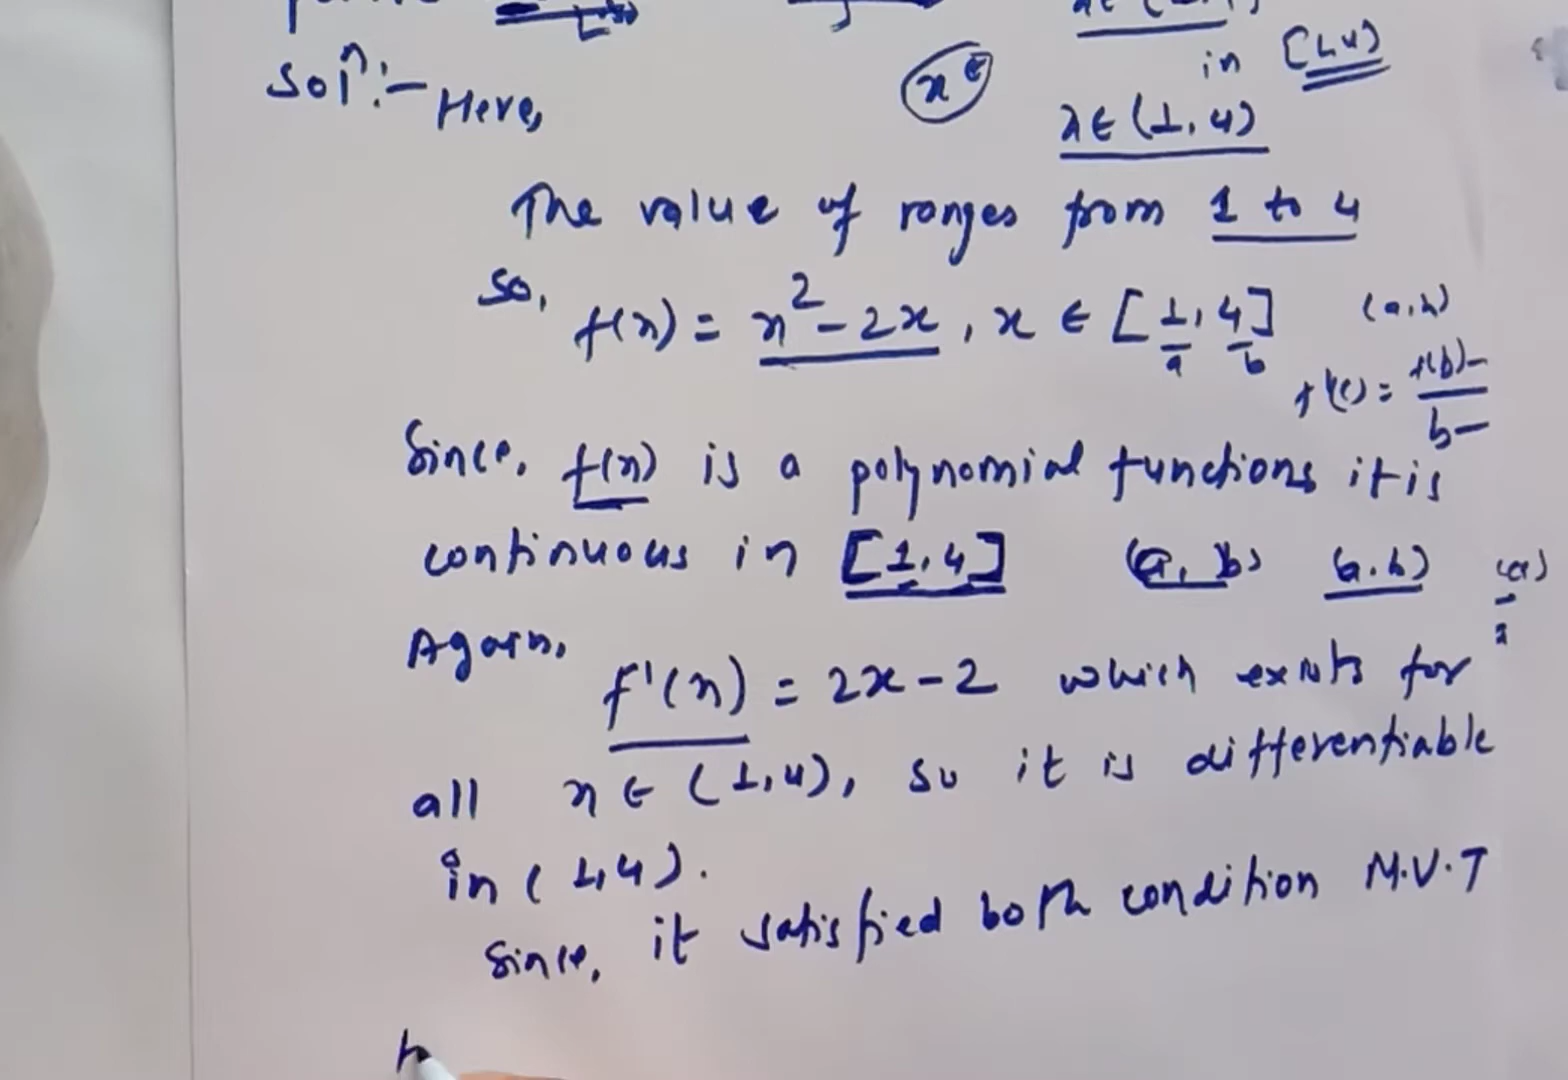 in [1,4]
Solⁿ:- Here,
x ∈
x ∈ (1,4)
The value of ranges from 1 to 4
So, f(x) = x² - 2x , x ∈ [1, 4]
a b
(a,b)
f'(c) = f(b)-
b-
Since, f(x) is a polynomial functions it is
continuous in [1,4] (a, b) (a,b) (a)
Again,
f'(x) = 2x - 2 which exists for
all x ∈ (1,4), so it is differentiable
in (1,4).
Since, it satisfied both condition M.V.T